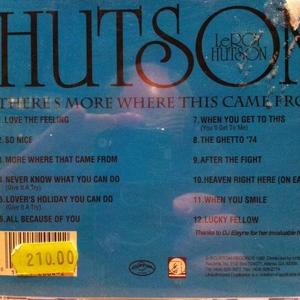 HUTSON
LeROY
HUTSON
THERE'S MORE WHERE THIS CAME FRO
1. LOVE THE FEELING
2. SO NICE
3. MORE WHERE THAT CAME FROM
4. NEVER KNOW WHAT YOU CAN DO
(Give It A Try)
5. LOVER'S HOLIDAY YOU CAN DO
(Give It A Try)
6. ALL BECAUSE OF YOU
7. WHEN YOU GET TO THIS
(You'll Get To Me)
8. THE GHETTO '74
9. AFTER THE FIGHT
10. HEAVEN RIGHT HERE (ON EA
11. WHEN YOU SMILE
12. LUCKY FELLOW
Thanks to DJ Elayne for her invaluable h
210.00